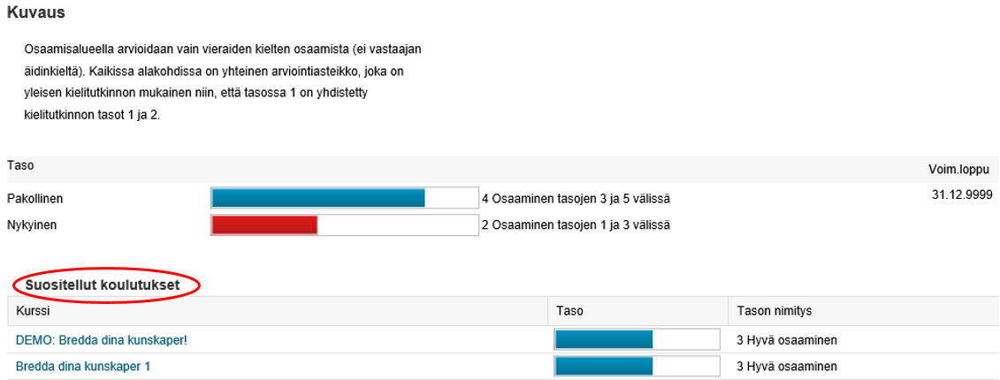 Kuvaus
Osaamisalueella arvioidaan vain vieraiden kielten osaamista (ei vastaajan
äidinkieltä). Kaikissa alakohdissa on yhteinen arviointiasteikko, joka on
yleisen kielitutkinnon mukainen niin, että tasossa 1 on yhdistetty
kielitutkinnon tasot 1 ja 2.
Taso Voim.loppu
Pakollinen 4 Osaaminen tasojen 3 ja 5 välissä 31.12.9999
Nykyinen 2 Osaaminen tasojen 1 ja 3 välissä
Suositellut koulutukset
Kurssi Taso Tason nimitys
DEMO: Bredda dina kunskaper! 3 Hyvä osaaminen
Bredda dina kunskaper 1 3 Hyvä osaaminen